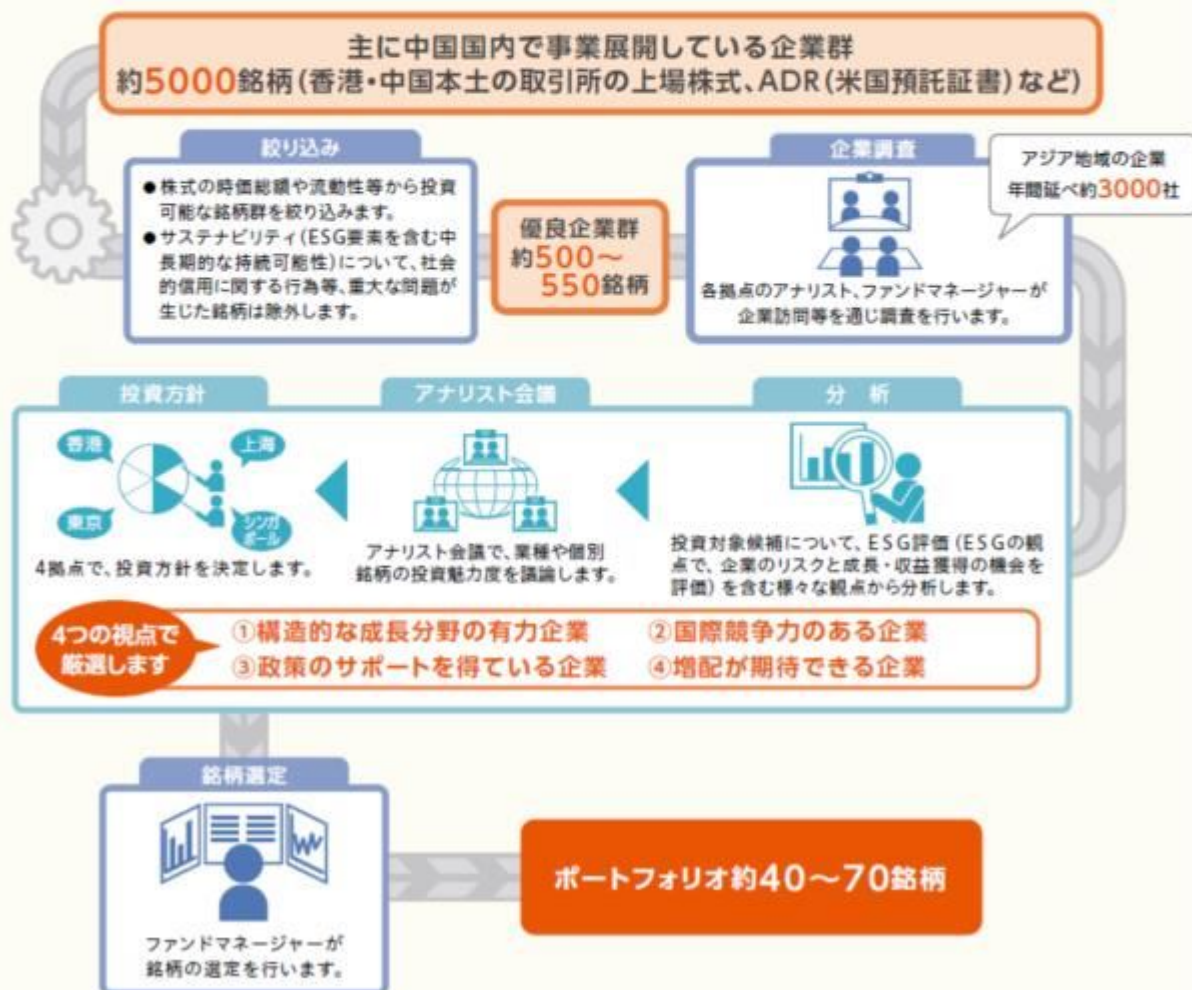 主に中国国内で事業展開している企業群
約5000銘柄(香港・中国本土の取引所の上場株式、ADR(米国預託証書)など)
絞り込み
●株式の時価総額や流動性等から投資
可能な銘柄群を絞り込みます。
●サステナビリティ(ESG要素を含む中
長期的な持続可能性)について、社会
的信用に関する行為等、重大な問題が
生じた銘柄は除外します。
優良企業群
約500～
550銘柄
企業調査
アジア地域の企業
年間延べ約3000社
各拠点のアナリスト、ファンドマネージャーが
企業訪問等を通じ調査を行います。
分 析
投資対象候補について、ESG評価(ESGの観
点で、企業のリスクと成長・収益獲得の機会を
評価)を含む様々な観点から分析します。
アナリスト会議
アナリスト会議で、業種や個別
銘柄の投資魅力度を議論します。
投資方針
香港
上海
東京
シンガ
ポール
4拠点で、投資方針を決定します。
4つの視点で
厳選します
①構造的な成長分野の有力企業 ②国際競争力のある企業
③政策のサポートを得ている企業 ④増配が期待できる企業
銘柄選定
ファンドマネージャーが
銘柄の選定を行います。
ポートフォリオ約40～70銘柄